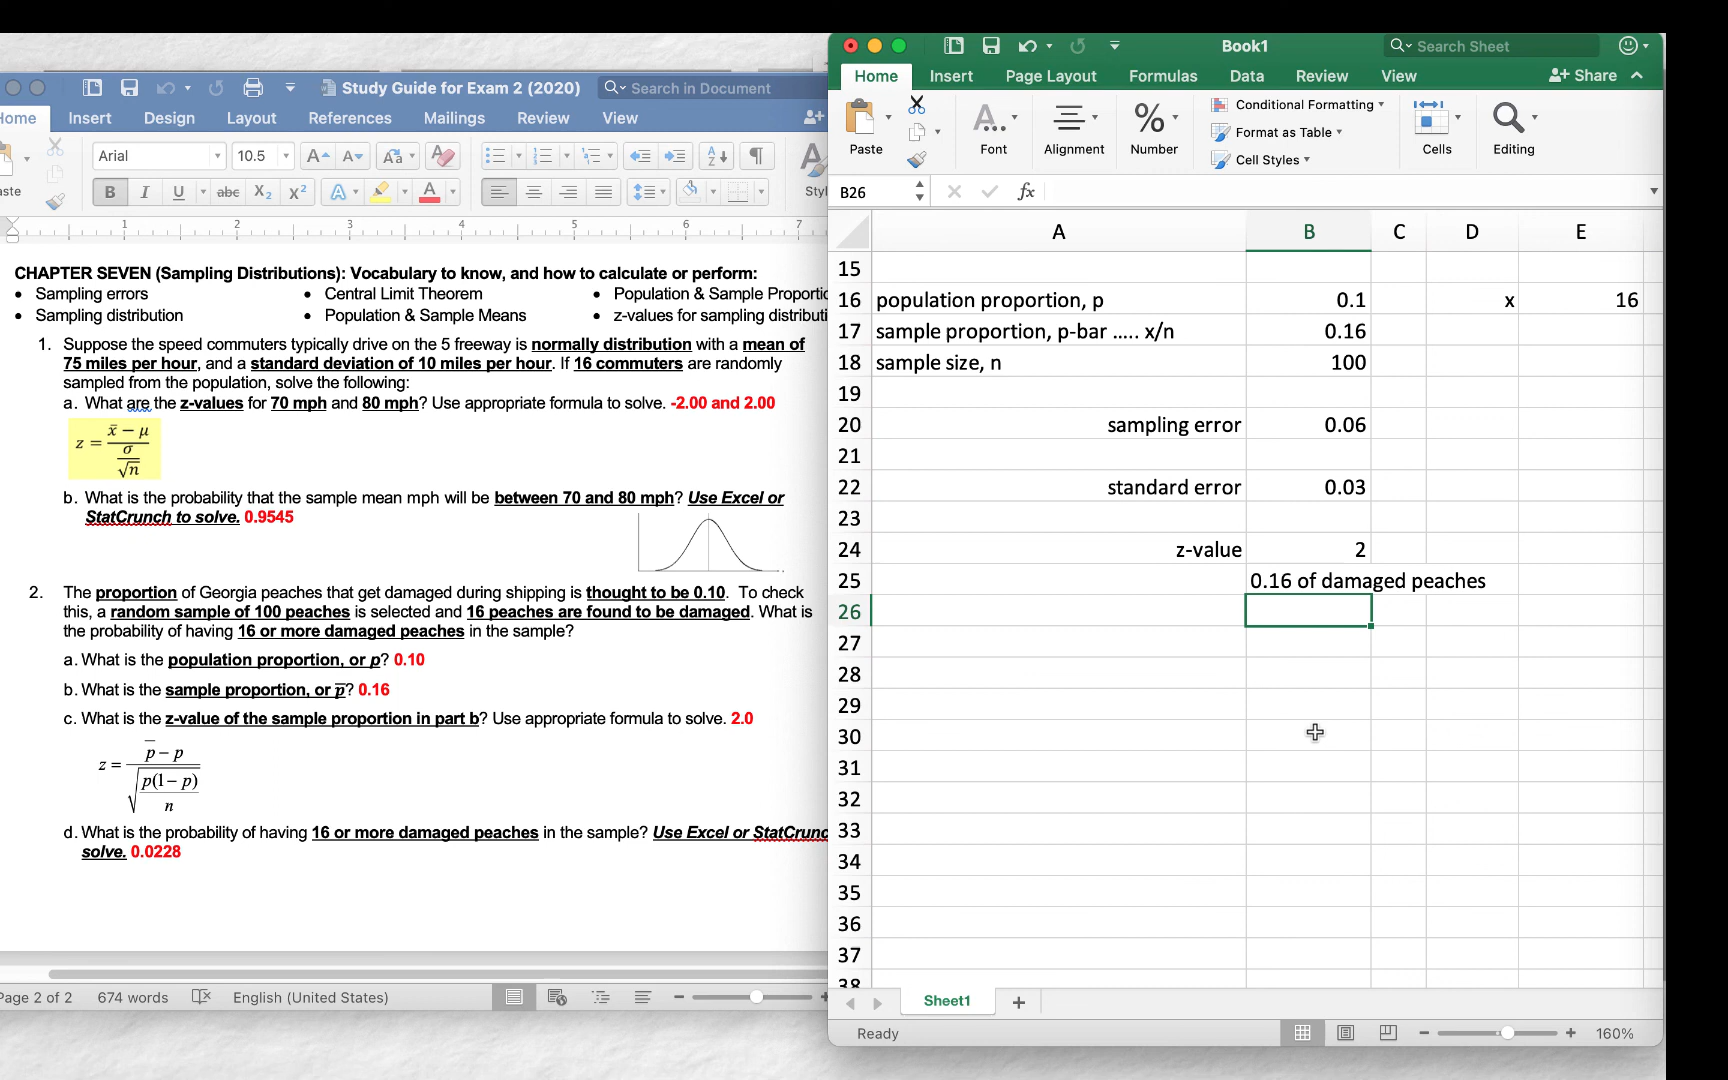 Study Guide for Exam 2 (2020)
Search in Document
Home Insert Design Layout References Mailings Review View
Arial 10.5
Paste
1 2 3 4 5 6 7
CHAPTER SEVEN (Sampling Distributions): Vocabulary to know, and how to calculate or perform:
• Sampling errors • Central Limit Theorem • Population & Sample Proportio
• Sampling distribution • Population & Sample Means • z-values for sampling distributi
1. Suppose the speed commuters typically drive on the 5 freeway is normally distribution with a mean of
75 miles per hour, and a standard deviation of 10 miles per hour. If 16 commuters are randomly
sampled from the population, solve the following:
a. What are the z-values for 70 mph and 80 mph? Use appropriate formula to solve. -2.00 and 2.00
z = (x̄ − μ) / (σ/√n)
b. What is the probability that the sample mean mph will be between 70 and 80 mph? Use Excel or
StatCrunch to solve. 0.9545
2. The proportion of Georgia peaches that get damaged during shipping is thought to be 0.10. To check
this, a random sample of 100 peaches is selected and 16 peaches are found to be damaged. What is
the probability of having 16 or more damaged peaches in the sample?
a. What is the population proportion, or p? 0.10
b. What is the sample proportion, or p̅? 0.16
c. What is the z-value of the sample proportion in part b? Use appropriate formula to solve. 2.0
z = (p̅ − p) / √(p(1 − p) / n)
d. What is the probability of having 16 or more damaged peaches in the sample? Use Excel or StatCrunc
solve. 0.0228
Page 2 of 2 674 words English (United States)
Book1
Search Sheet
Home Insert Page Layout Formulas Data Review View Share
Paste Font Alignment Number
Conditional Formatting
Format as Table
Cell Styles
Cells Editing
B26 fx
A B C D E
15
16 population proportion, p 0.1 x 16
17 sample proportion, p-bar ..... x/n 0.16
18 sample size, n 100
19
20 sampling error 0.06
21
22 standard error 0.03
23
24 z-value 2
25 0.16 of damaged peaches
26
27
28
29
30
31
32
33
34
35
36
37
38
Sheet1
Ready 160%